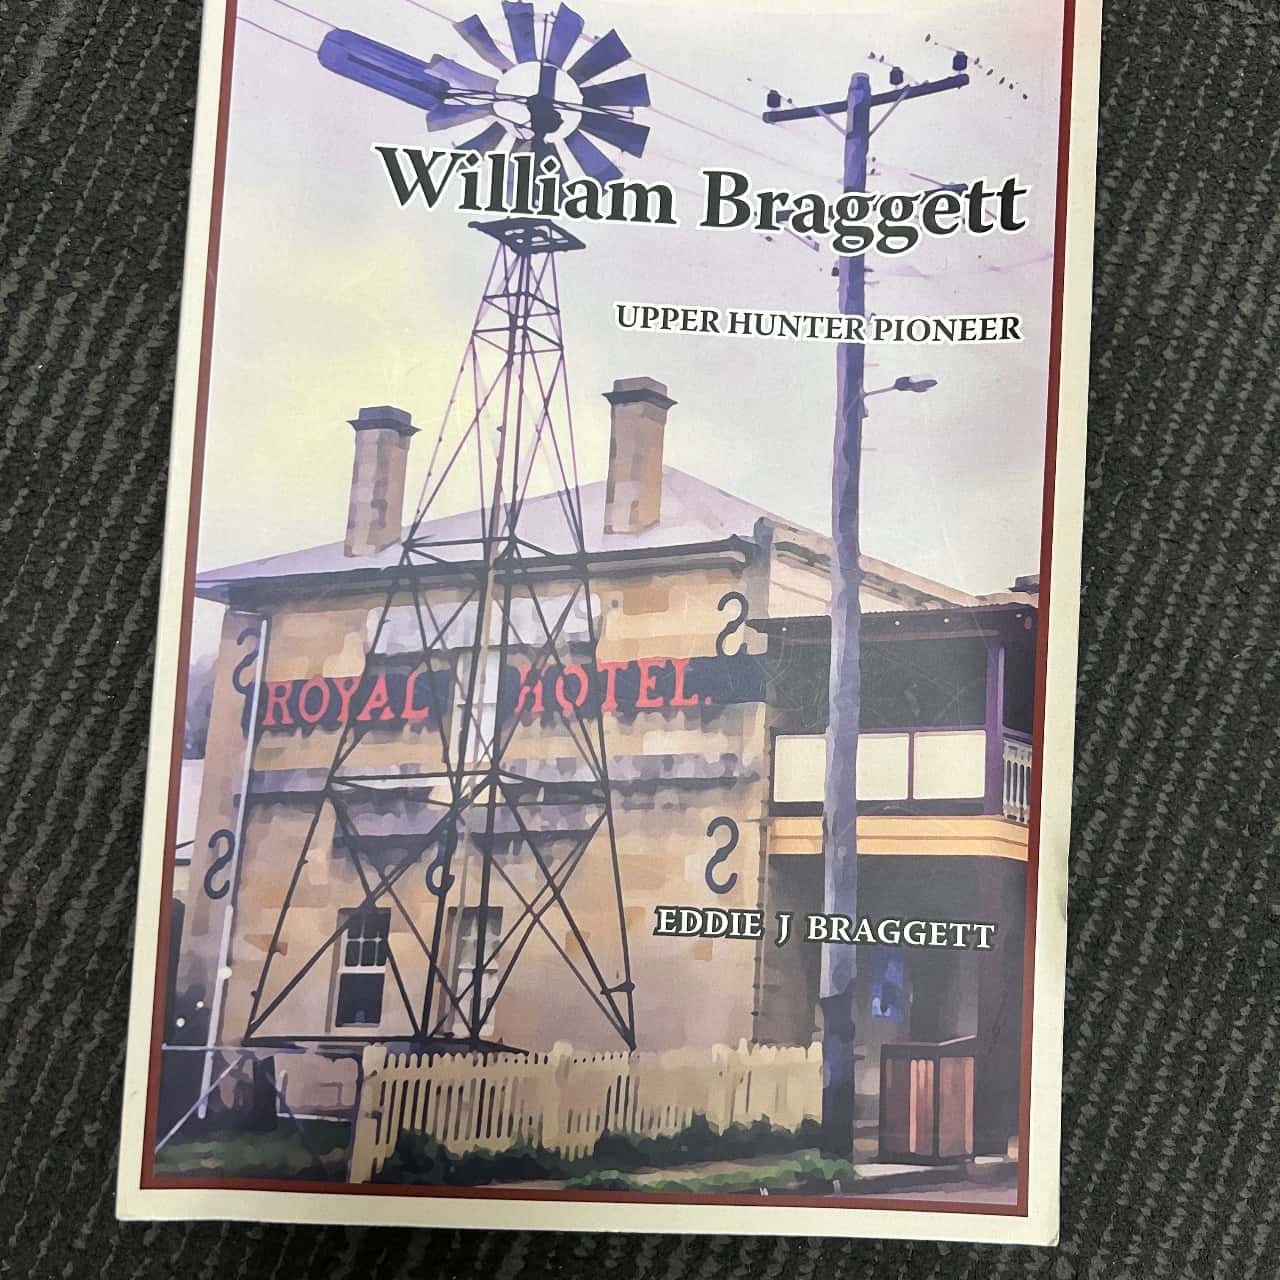 William Braggett
UPPER HUNTER PIONEER
ROYAL HOTEL.
EDDIE J BRAGGETT